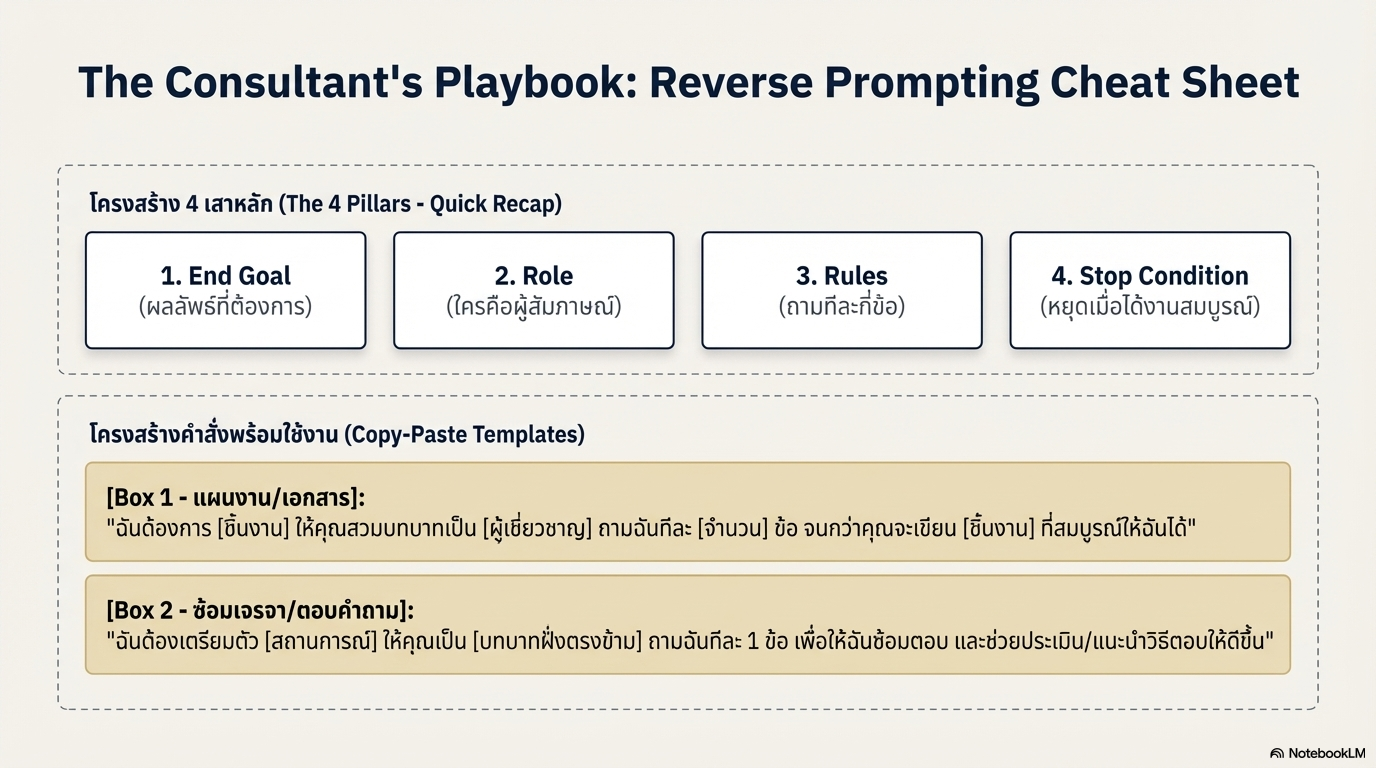 The Consultant's Playbook: Reverse Prompting Cheat Sheet
โครงสร้าง 4 เสาหลัก (The 4 Pillars - Quick Recap)
1. End Goal
(ผลลัพธ์ที่ต้องการ)
2. Role
(ใครคือผู้สัมภาษณ์)
3. Rules
(ถามทีละกี่ข้อ)
4. Stop Condition
(หยุดเมื่อได้งานสมบูรณ์)
โครงสร้างคำสั่งพร้อมใช้งาน (Copy-Paste Templates)
[Box 1 - แผนงาน/เอกสาร]:
"ฉันต้องการ [ชิ้นงาน] ให้คุณสวมบทบาทเป็น [ผู้เชี่ยวชาญ] ถามฉันทีละ [จำนวน] ข้อ จนกว่าคุณจะเขียน [ชิ้นงาน] ที่สมบูรณ์ให้ฉันได้"
[Box 2 - ซ้อมเจรจา/ตอบคำถาม]:
"ฉันต้องเตรียมตัว [สถานการณ์] ให้คุณเป็น [บทบาทฝั่งตรงข้าม] ถามฉันทีละ 1 ข้อ เพื่อให้ฉันซ้อมตอบ และช่วยประเมิน/แนะนำวิธีตอบให้ดีขึ้น"
NotebookLM